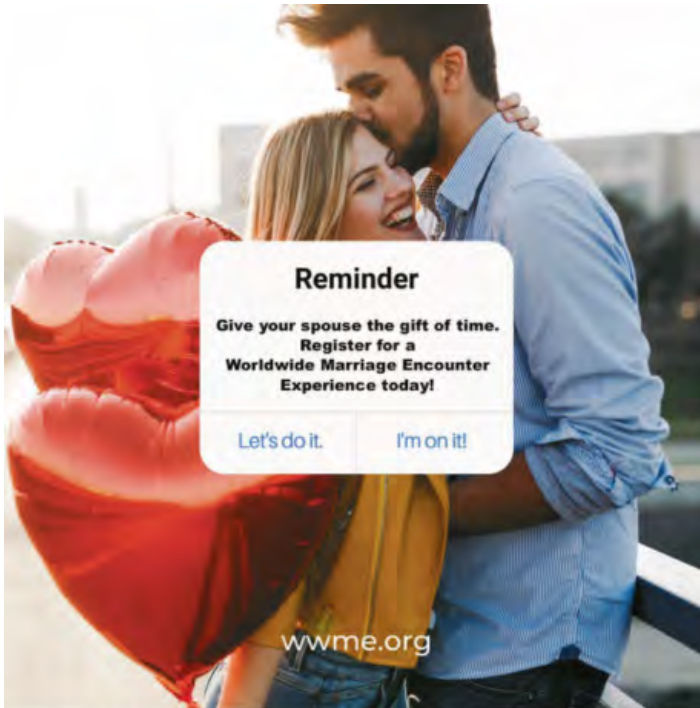 Reminder
Give your spouse the gift of time.
Register for a
Worldwide Marriage Encounter
Experience today!
Let's do it.
I'm on it!
wwme.org